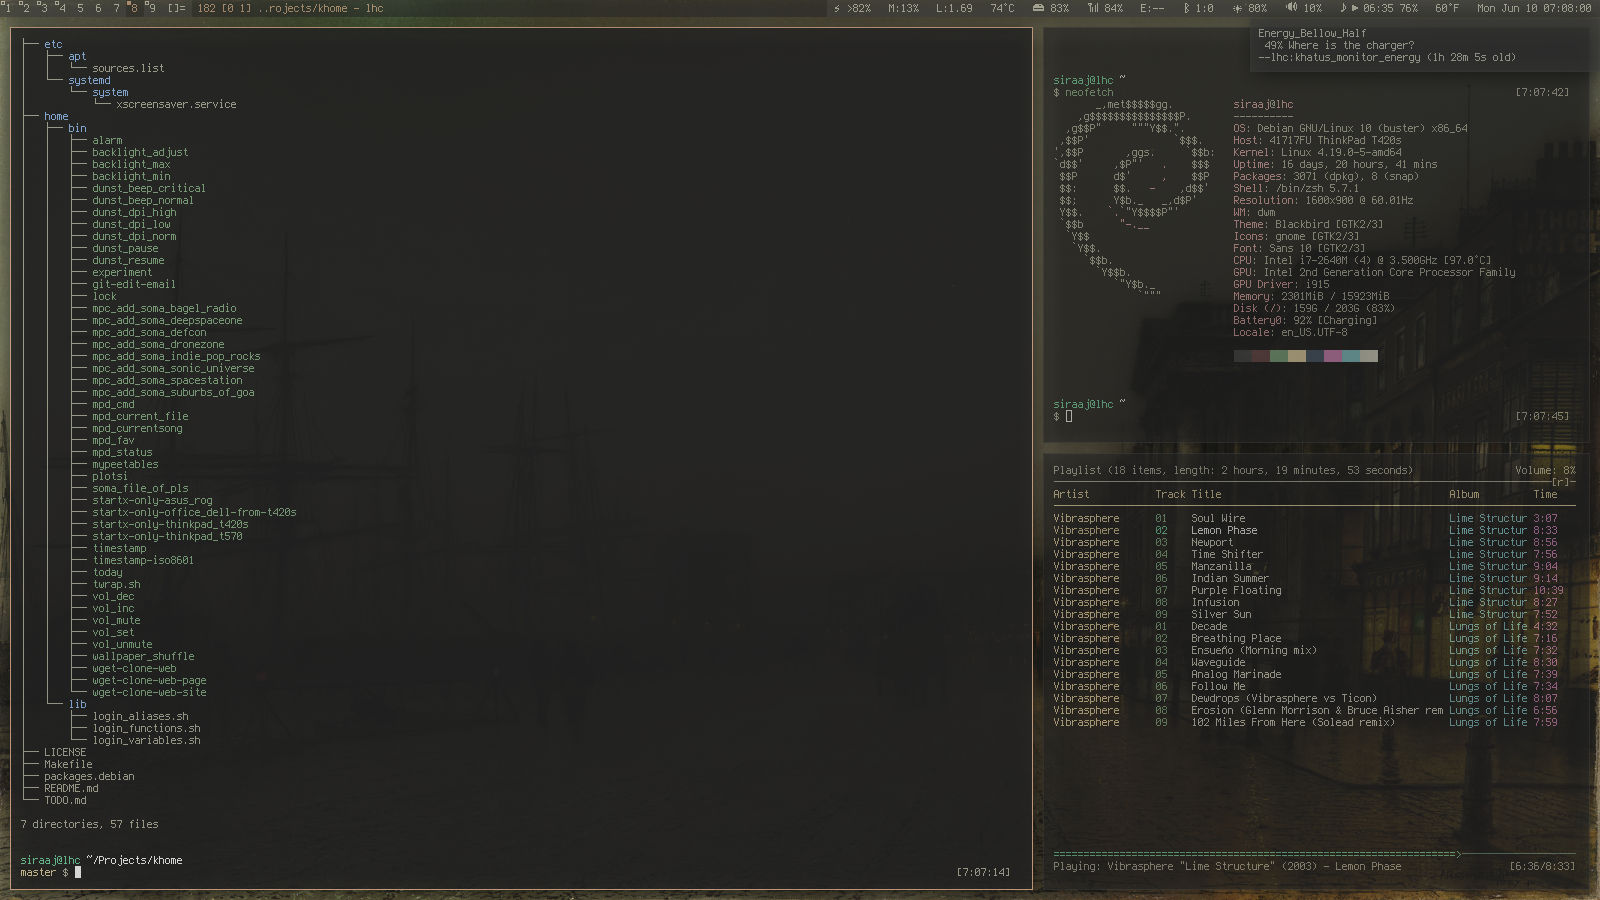 1 2 3 4 5 6 7 8 9 []= 182 [0 1] ..rojects/khome - lhc
>82% M:13% L:1.69 74°C 83% 84% E:-- 1:0 80% 10% 06:35 76% 60°F Mon Jun 10 07:08:00
Energy_Bellow_Half
49% Where is the charger?
--lhc:khatus_monitor_energy (1h 28m 5s old)
├── etc
│   ├── apt
│   │   └── sources.list
│   └── systemd
│       └── system
│           └── xscreensaver.service
├── home
│   ├── bin
│   │   ├── alarm
│   │   ├── backlight_adjust
│   │   ├── backlight_max
│   │   ├── backlight_min
│   │   ├── dunst_beep_critical
│   │   ├── dunst_beep_normal
│   │   ├── dunst_dpi_high
│   │   ├── dunst_dpi_low
│   │   ├── dunst_dpi_norm
│   │   ├── dunst_pause
│   │   ├── dunst_resume
│   │   ├── experiment
│   │   ├── git-edit-email
│   │   ├── lock
│   │   ├── mpc_add_soma_bagel_radio
│   │   ├── mpc_add_soma_deepspaceone
│   │   ├── mpc_add_soma_defcon
│   │   ├── mpc_add_soma_dronezone
│   │   ├── mpc_add_soma_indie_pop_rocks
│   │   ├── mpc_add_soma_sonic_universe
│   │   ├── mpc_add_soma_spacestation
│   │   ├── mpc_add_soma_suburbs_of_goa
│   │   ├── mpd_cmd
│   │   ├── mpd_current_file
│   │   ├── mpd_currentsong
│   │   ├── mpd_fav
│   │   ├── mpd_status
│   │   ├── mypeetables
│   │   ├── plotsi
│   │   ├── soma_file_of_pls
│   │   ├── startx-only-asus_rog
│   │   ├── startx-only-office_dell-from-t420s
│   │   ├── startx-only-thinkpad_t420s
│   │   ├── startx-only-thinkpad_t570
│   │   ├── timestamp
│   │   ├── timestamp-iso8601
│   │   ├── today
│   │   ├── twrap.sh
│   │   ├── vol_dec
│   │   ├── vol_inc
│   │   ├── vol_mute
│   │   ├── vol_set
│   │   ├── vol_unmute
│   │   ├── wallpaper_shuffle
│   │   ├── wget-clone-web
│   │   ├── wget-clone-web-page
│   │   └── wget-clone-web-site
│   └── lib
│       ├── login_aliases.sh
│       ├── login_functions.sh
│       └── login_variables.sh
├── LICENSE
├── Makefile
├── packages.debian
├── README.md
└── TODO.md
7 directories, 57 files
siraaj@lhc ~/Projects/khome
master $ [7:07:14]
siraaj@lhc ~
$ neofetch [7:07:42]
_,met$$$$$gg.
,g$$$$$$$$$$$$$$$P.
,g$$P" """Y$$.".
,$$P' `$$$.
',$$P ,ggs. `$$b:
`d$$' ,$P"' . $$$
$$P d$' , $$P
$$: $$. - ,d$$'
$$; Y$b._ _,d$P'
Y$$. `.`"Y$$$$P"'
`$$b "-.__
`Y$$
`Y$$.
`$$b.
`Y$$b.
`"Y$b._
`"""
siraaj@lhc
----------
OS: Debian GNU/Linux 10 (buster) x86_64
Host: 41717FU ThinkPad T420s
Kernel: Linux 4.19.0-5-amd64
Uptime: 16 days, 20 hours, 41 mins
Packages: 3071 (dpkg), 8 (snap)
Shell: /bin/zsh 5.7.1
Resolution: 1600x900 @ 60.01Hz
WM: dwm
Theme: Blackbird [GTK2/3]
Icons: gnome [GTK2/3]
Font: Sans 10 [GTK2/3]
CPU: Intel i7-2640M (4) @ 3.500GHz [97.0°C]
GPU: Intel 2nd Generation Core Processor Family
GPU Driver: i915
Memory: 2301MiB / 15923MiB
Disk (/): 159G / 203G (83%)
Battery0: 92% [Charging]
Locale: en_US.UTF-8
siraaj@lhc ~
$ [7:07:45]
Playlist (18 items, length: 2 hours, 19 minutes, 53 seconds) Volume: 8%
[r]
Artist Track Title Album Time
Vibrasphere 01 Soul Wire Lime Structur 3:07
Vibrasphere 02 Lemon Phase Lime Structur 8:33
Vibrasphere 03 Newport Lime Structur 8:56
Vibrasphere 04 Time Shifter Lime Structur 7:56
Vibrasphere 05 Manzanilla Lime Structur 9:04
Vibrasphere 06 Indian Summer Lime Structur 9:14
Vibrasphere 07 Purple Floating Lime Structur 10:39
Vibrasphere 08 Infusion Lime Structur 8:27
Vibrasphere 09 Silver Sun Lime Structur 7:52
Vibrasphere 01 Decade Lungs of Life 4:32
Vibrasphere 02 Breathing Place Lungs of Life 7:16
Vibrasphere 03 Ensueño (Morning mix) Lungs of Life 7:32
Vibrasphere 04 Waveguide Lungs of Life 8:30
Vibrasphere 05 Analog Marinade Lungs of Life 7:39
Vibrasphere 06 Follow Me Lungs of Life 7:34
Vibrasphere 07 Dewdrops (Vibrasphere vs Ticon) Lungs of Life 8:07
Vibrasphere 08 Erosion (Glenn Morrison & Bruce Aisher rem Lungs of Life 6:56
Vibrasphere 09 102 Miles From Here (Solead remix) Lungs of Life 7:59
Playing: Vibrasphere "Lime Structure" (2003) - Lemon Phase [6:36/8:33]